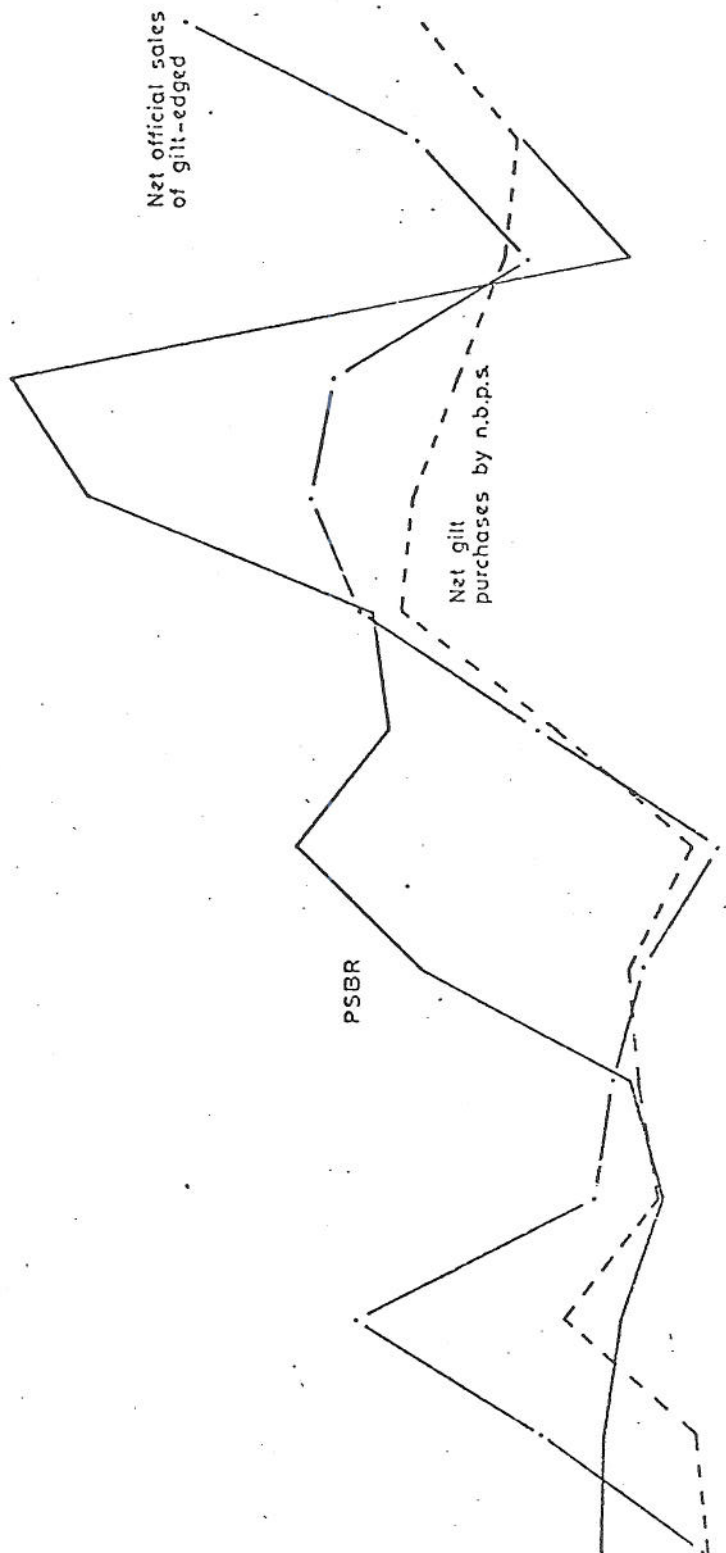 Net official sales
of gilt-edged
Net gilt
purchases by n.b.p.s.
PSBR